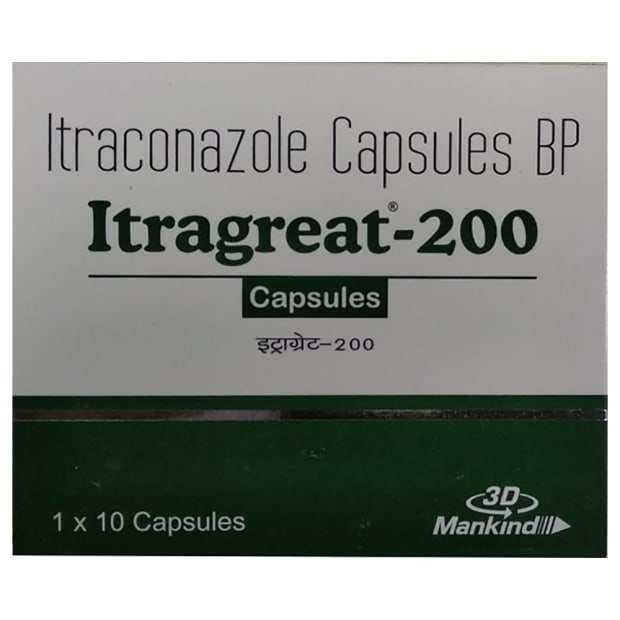 Itraconazole Capsules BP
Itragreat®-200
Capsules
इट्राग्रेट-200
1 x 10 Capsules
3D
Mankind